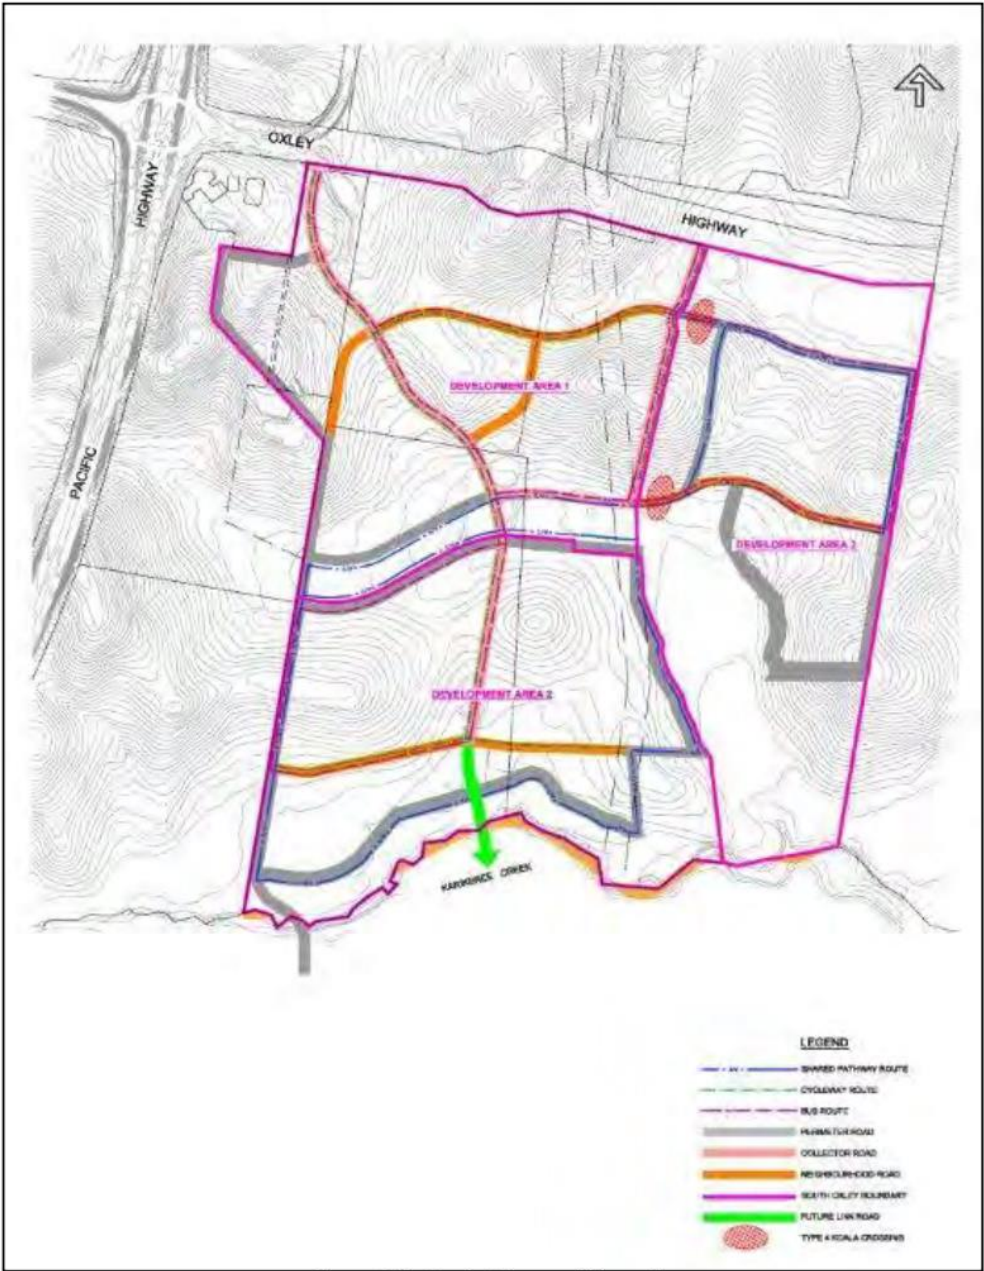 OXLEY
HIGHWAY
HIGHWAY
PACIFIC
DEVELOPMENT AREA 1
DEVELOPMENT AREA
DEVELOPMENT AREA 2
CREEK
LEGEND
SHARED PATHWAY ROUTE
CYCLEWAY ROUTE
BUS ROUTE
PERIMETER ROAD
COLLECTOR ROAD
NEIGHBOURHOOD ROAD
SOUTH OXLEY BOUNDARY
FUTURE LINK ROAD
TYPE 4 KOALA CROSSING